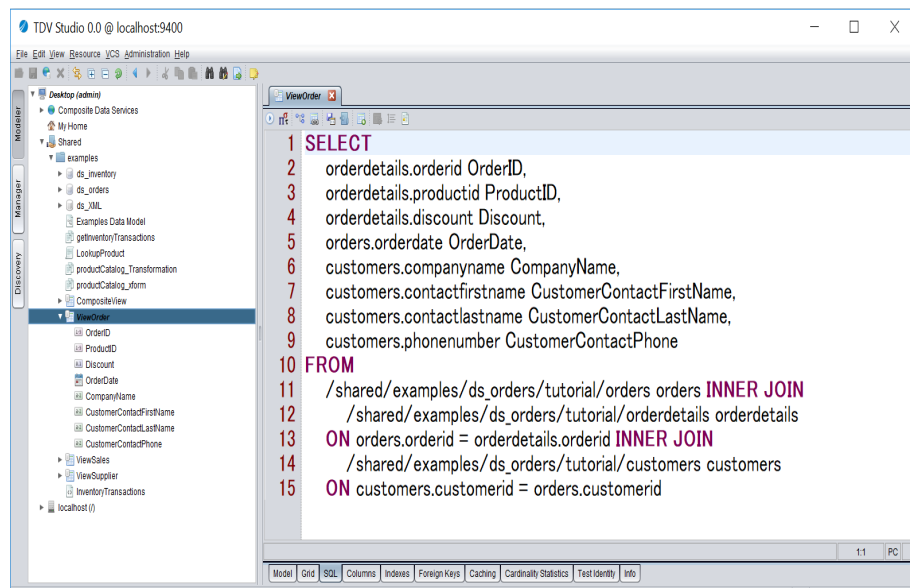 TDV Studio 0.0 @ localhost:9400
File Edit View Resource VCS Administration Help
Modeler
Manager
Discovery
Desktop (admin)
Composite Data Services
My Home
Shared
examples
ds_inventory
ds_orders
ds_XML
Examples Data Model
getInventoryTransactions
LookupProduct
productCatalog_Transformation
productCatalog_xform
CompositeView
ViewOrder
OrderID
ProductID
Discount
OrderDate
CompanyName
CustomerContactFirstName
CustomerContactLastName
CustomerContactPhone
ViewSales
ViewSupplier
InventoryTransactions
localhost (/)
ViewOrder
1 SELECT
2 orderdetails.orderid OrderID,
3 orderdetails.productid ProductID,
4 orderdetails.discount Discount,
5 orders.orderdate OrderDate,
6 customers.companyname CompanyName,
7 customers.contactfirstname CustomerContactFirstName,
8 customers.contactlastname CustomerContactLastName,
9 customers.phonenumber CustomerContactPhone
10 FROM
11 /shared/examples/ds_orders/tutorial/orders orders INNER JOIN
12 /shared/examples/ds_orders/tutorial/orderdetails orderdetails
13 ON orders.orderid = orderdetails.orderid INNER JOIN
14 /shared/examples/ds_orders/tutorial/customers customers
15 ON customers.customerid = orders.customerid
1:1 PC
Model Grid SQL Columns Indexes Foreign Keys Caching Cardinality Statistics Test Identity Info